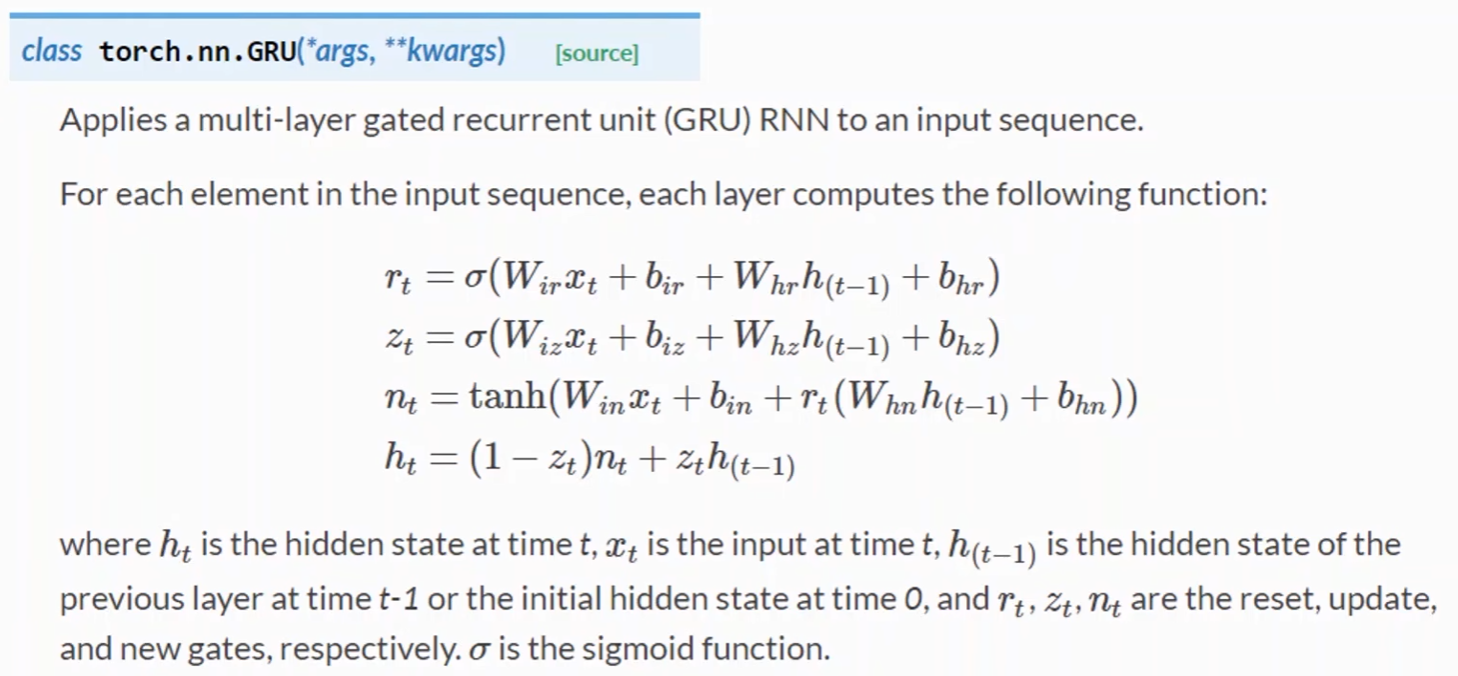 class torch.nn.GRU(*args, **kwargs) [source]
Applies a multi-layer gated recurrent unit (GRU) RNN to an input sequence.
For each element in the input sequence, each layer computes the following function:
r_t = σ(W_{ir} x_t + b_{ir} + W_{hr} h_{(t−1)} + b_{hr})
z_t = σ(W_{iz} x_t + b_{iz} + W_{hz} h_{(t−1)} + b_{hz})
n_t = tanh(W_{in} x_t + b_{in} + r_t(W_{hn} h_{(t−1)} + b_{hn}))
h_t = (1 − z_t)n_t + z_t h_{(t−1)}
where h_t is the hidden state at time t, x_t is the input at time t, h_{(t−1)} is the hidden state of the
previous layer at time t-1 or the initial hidden state at time 0, and r_t, z_t, n_t are the reset, update,
and new gates, respectively. σ is the sigmoid function.